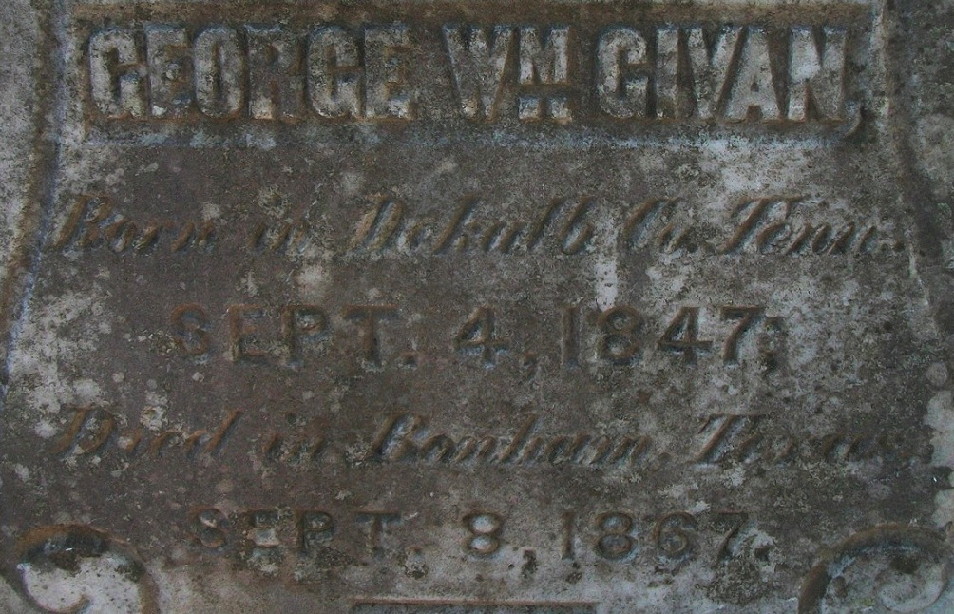 GEORGE WM GIVAN,
Born in Dekalb Co. Tenn.
SEPT. 4, 1847;
Died in Bonham, Texas
SEPT. 8, 1867.